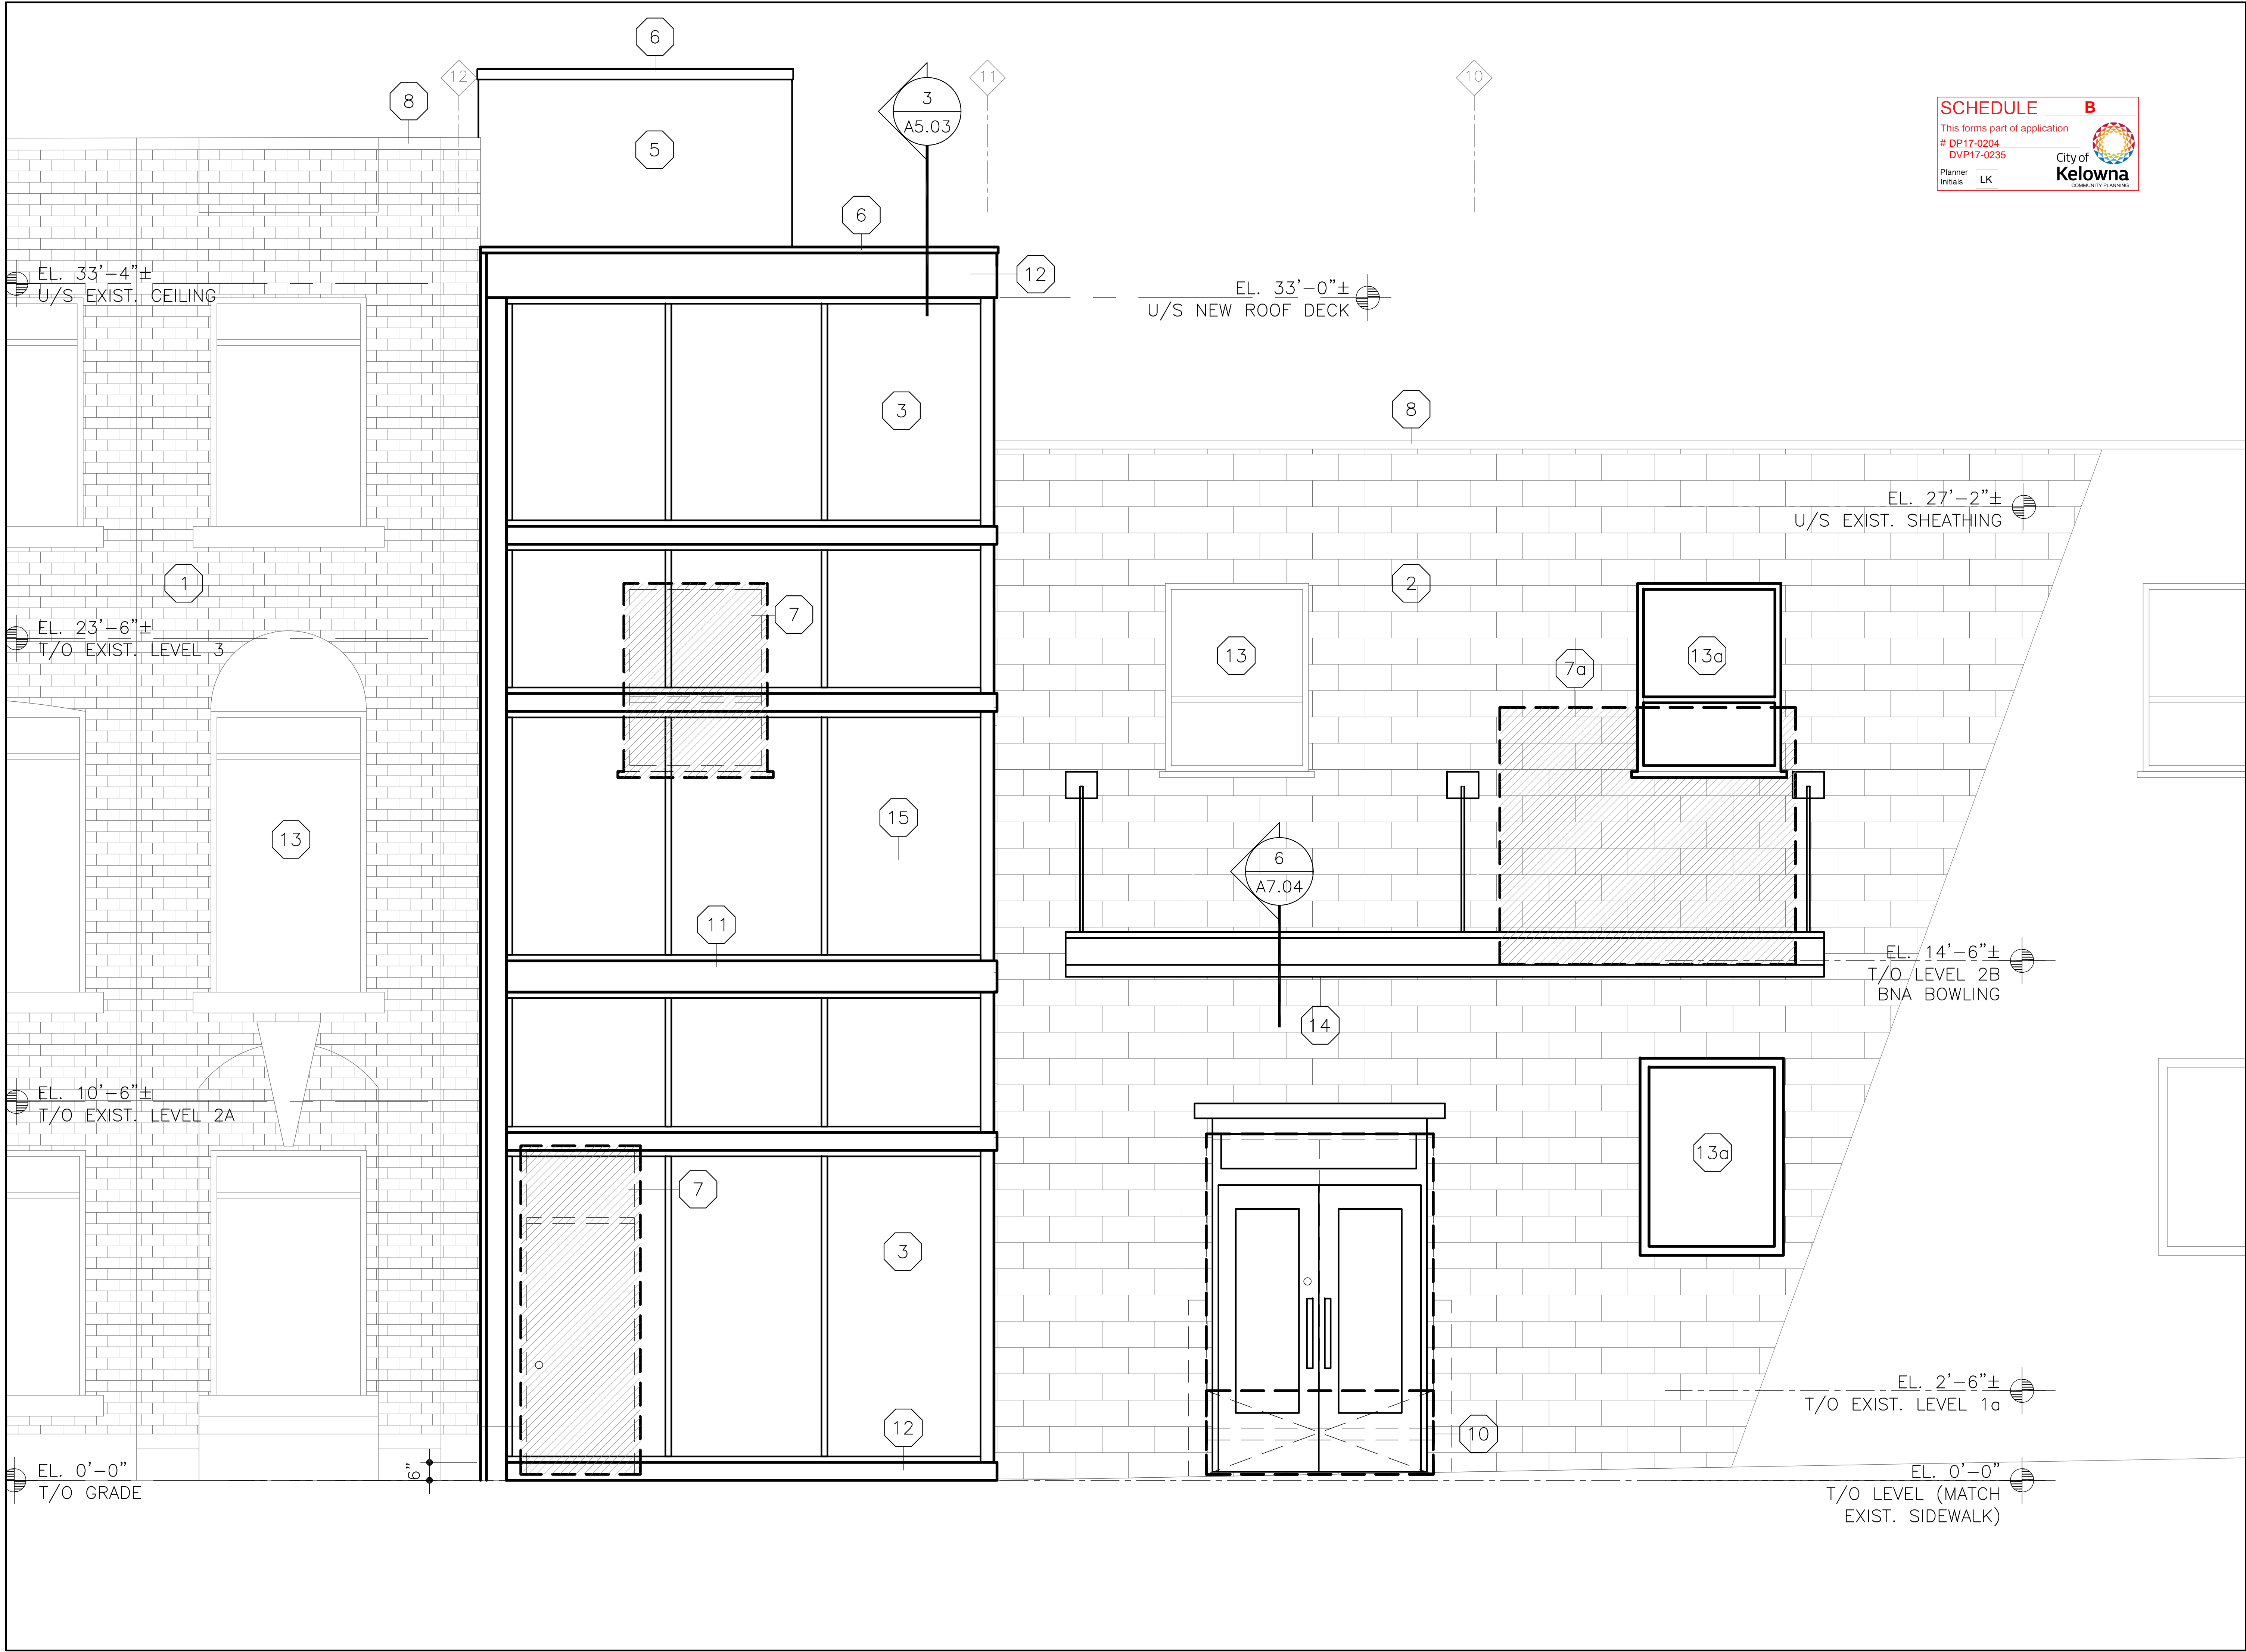 6
12
8
5
3
A5.03
11
10
SCHEDULE B
This forms part of application
# DP17-0204
DVP17-0235
City of
Kelowna
COMMUNITY PLANNING
Planner
Initials LK
6
12
EL. 33'-4"±
U/S EXIST. CEILING
EL. 33'-0"±
U/S NEW ROOF DECK
3
8
EL. 27'-2"±
U/S EXIST. SHEATHING
1
2
7
EL. 23'-6"±
T/O EXIST. LEVEL 3
13
7a
13a
13
15
6
A7.04
11
EL. 14'-6"±
T/O LEVEL 2B
BNA BOWLING
14
EL. 10'-6"±
T/O EXIST. LEVEL 2A
13a
7
3
EL. 2'-6"±
T/O EXIST. LEVEL 1a
12
10
6"
EL. 0'-0"
T/O GRADE
EL. 0'-0"
T/O LEVEL (MATCH
EXIST. SIDEWALK)